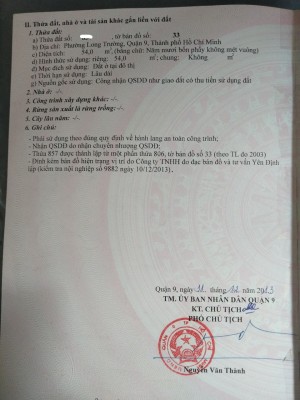 II. Thửa đất, nhà ở và tài sản khác gắn liền với đất
1. Thửa đất:
a) Thửa đất số: , tờ bản đồ số: 33
b) Địa chỉ: Phường Long Trường, Quận 9, Thành phố Hồ Chí Minh
c) Diện tích: 54,0 m², (bằng chữ: Năm mươi bốn phẩy không mét vuông)
d) Hình thức sử dụng: riêng: 54,0 m²; chung: Không m²
đ) Mục đích sử dụng: Đất ở tại đô thị
e) Thời hạn sử dụng: Lâu dài
g) Nguồn gốc sử dụng: Công nhận QSDĐ như giao đất có thu tiền sử dụng đất
2. Nhà ở: -/-.
3. Công trình xây dựng khác: -/-.
4. Rừng sản xuất là rừng trồng: -/-.
5. Cây lâu năm: -/-.
6. Ghi chú:
- Phải sử dụng theo đúng quy định về hành lang an toàn công trình;
- Nhận QSDĐ do nhận chuyển nhượng QSDĐ;
- Thửa 857 được thành lập từ một phần thửa 806, tờ bản đồ số 33 (theo TL đo 2003)
- Đính kèm bản đồ hiện trạng vị trí do Công ty TNHH đo đạc bản đồ và tư vấn Yên Định
lập (kiểm tra nội nghiệp số 9882 ngày 10/12/2013).
Quận 9, ngày 31 tháng 12 năm 2013
TM. ỦY BAN NHÂN DÂN QUẬN 9
KT. CHỦ TỊCH
PHÓ CHỦ TỊCH
Nguyễn Văn Thành